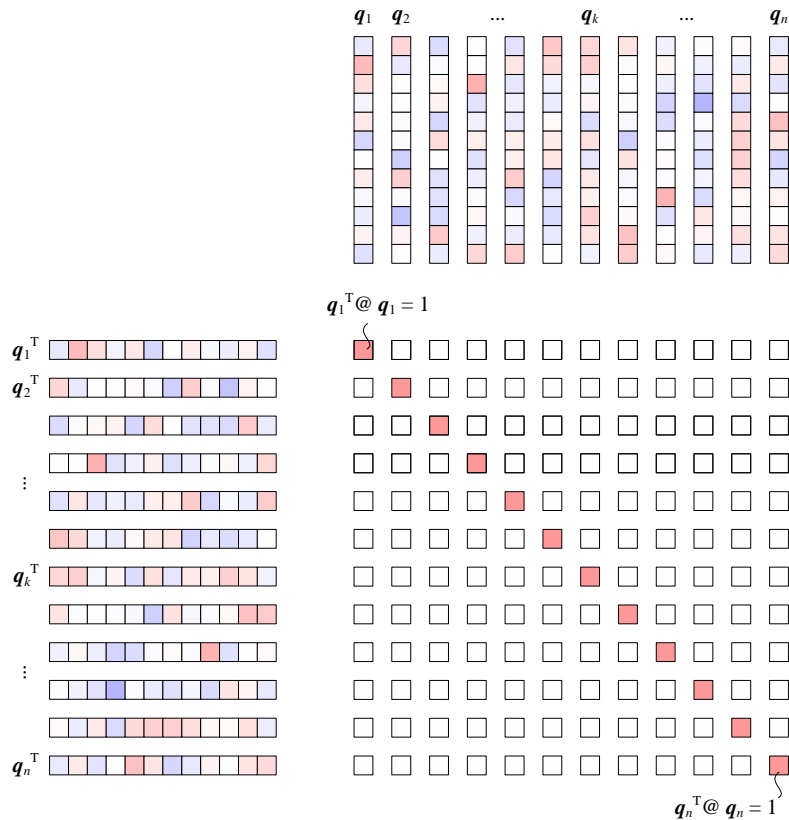 q1 q2 ... qk ... qn
q1T@ q1 = 1
q1T
q2T
...
qkT
...
qnT
qnT@ qn = 1